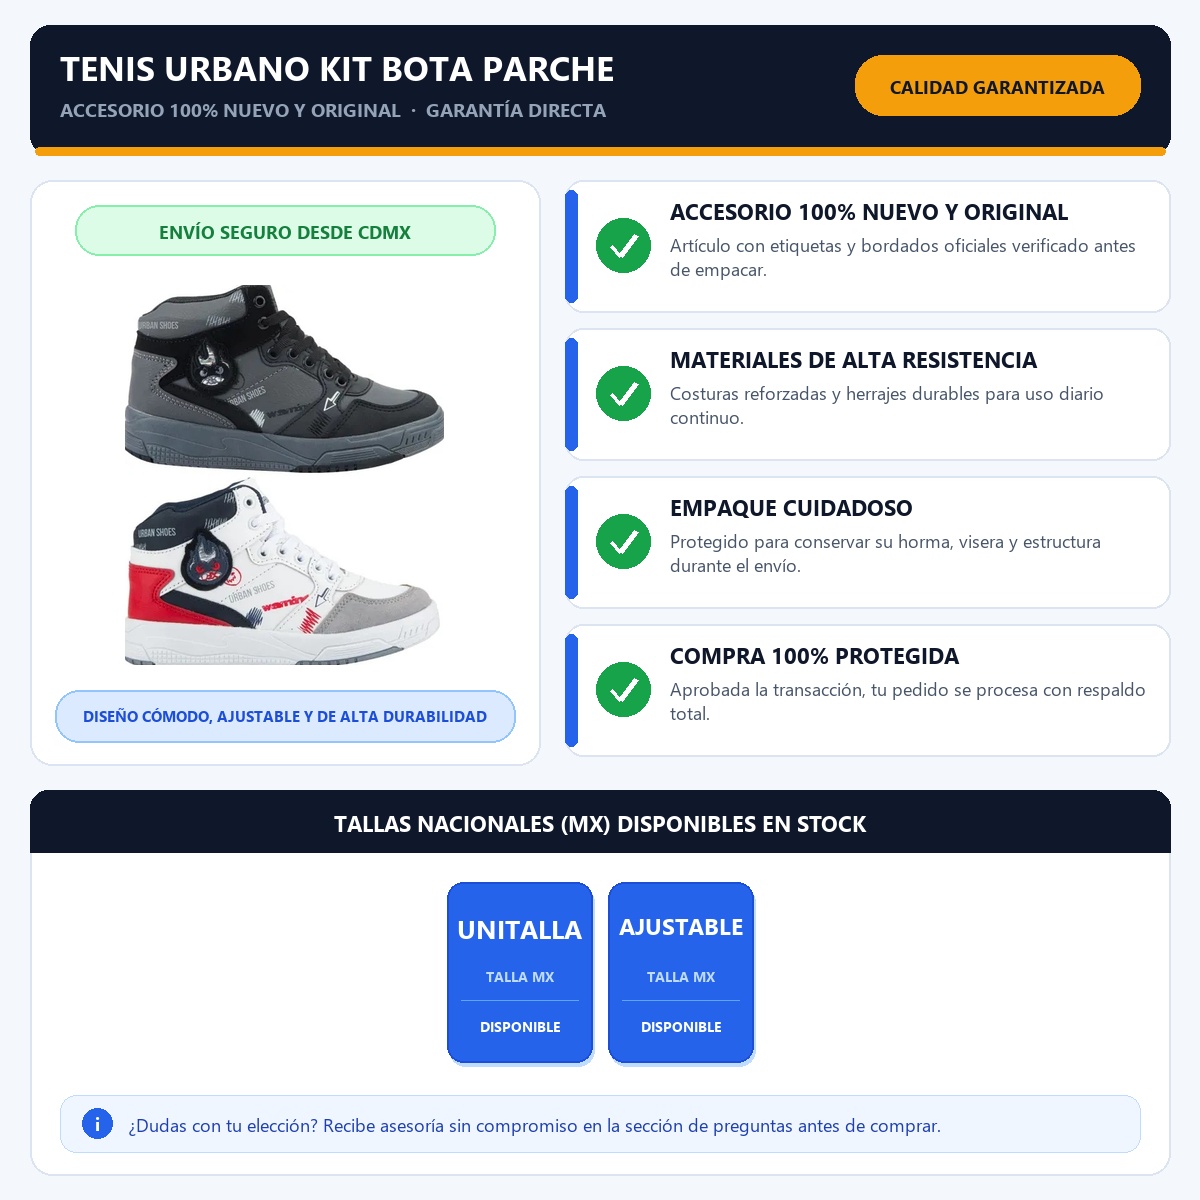 TENIS URBANO KIT BOTA PARCHE
ACCESORIO 100% NUEVO Y ORIGINAL · GARANTÍA DIRECTA
CALIDAD GARANTIZADA
ENVÍO SEGURO DESDE CDMX
URBAN SHOES
URBAN SHOES
warning
URBAN SHOES
URBAN SHOES
warning
DISEÑO CÓMODO, AJUSTABLE Y DE ALTA DURABILIDAD
ACCESORIO 100% NUEVO Y ORIGINAL
Artículo con etiquetas y bordados oficiales verificado antes
de empacar.
MATERIALES DE ALTA RESISTENCIA
Costuras reforzadas y herrajes durables para uso diario
continuo.
EMPAQUE CUIDADOSO
Protegido para conservar su horma, visera y estructura
durante el envío.
COMPRA 100% PROTEGIDA
Aprobada la transacción, tu pedido se procesa con respaldo
total.
TALLAS NACIONALES (MX) DISPONIBLES EN STOCK
UNITALLA
TALLA MX
DISPONIBLE
AJUSTABLE
TALLA MX
DISPONIBLE
¿Dudas con tu elección? Recibe asesoría sin compromiso en la sección de preguntas antes de comprar.